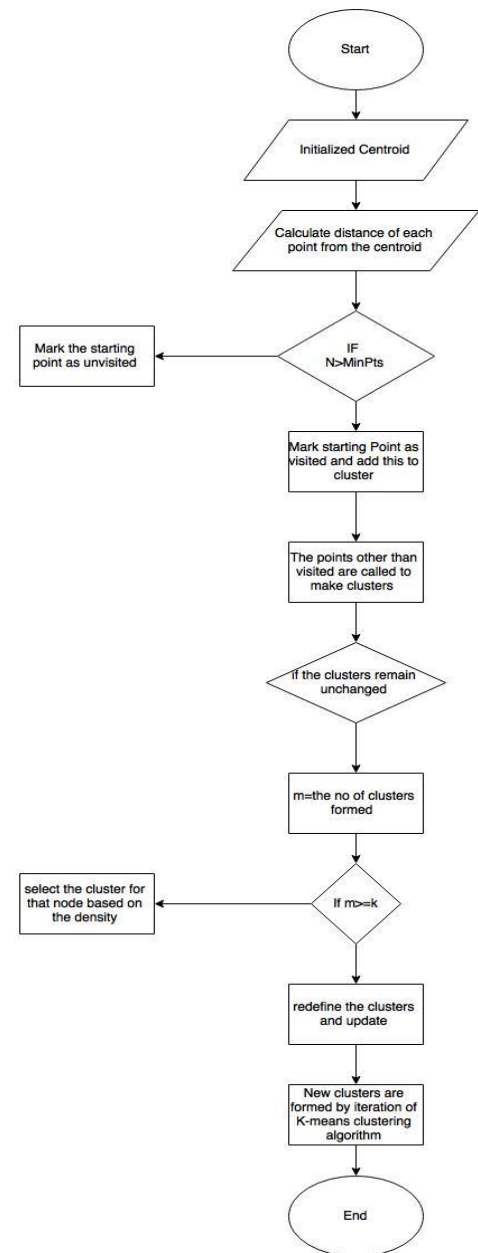 Start
Initialized Centroid
Calculate distance of each
point from the centroid
IF
N>MinPts
Mark the starting
point as unvisited
Mark starting Point as
visited and add this to
cluster
The points other than
visited are called to
make clusters
if the clusters remain
unchanged
m=the no of clusters
formed
If m>=k
select the cluster for
that node based on
the density
redefine the clusters
and update
New clusters are
formed by iteration of
K-means clustering
algorithm
End